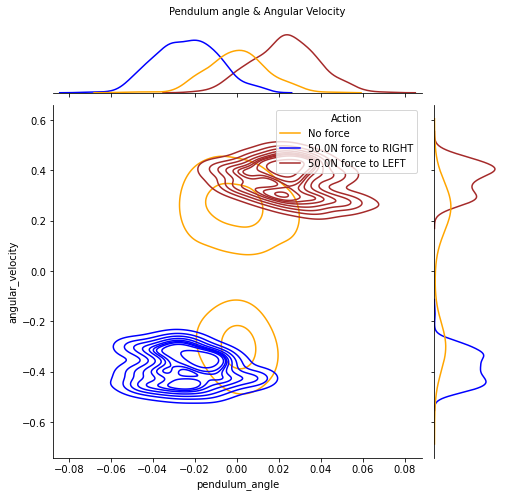 Pendulum angle & Angular Velocity
Action
No force
50.0N force to RIGHT
50.0N force to LEFT
0.6
0.4
0.2
0.0
−0.2
−0.4
−0.6
angular_velocity
−0.08 −0.06 −0.04 −0.02 0.00 0.02 0.04 0.06 0.08
pendulum_angle